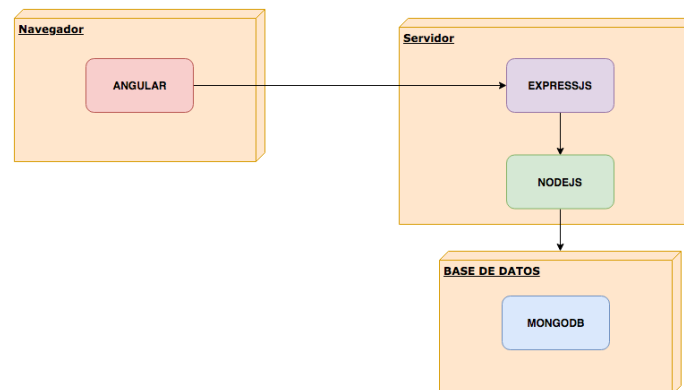 Navegador
Servidor
ANGULAR
EXPRESSJS
NODEJS
BASE DE DATOS
MONGODB